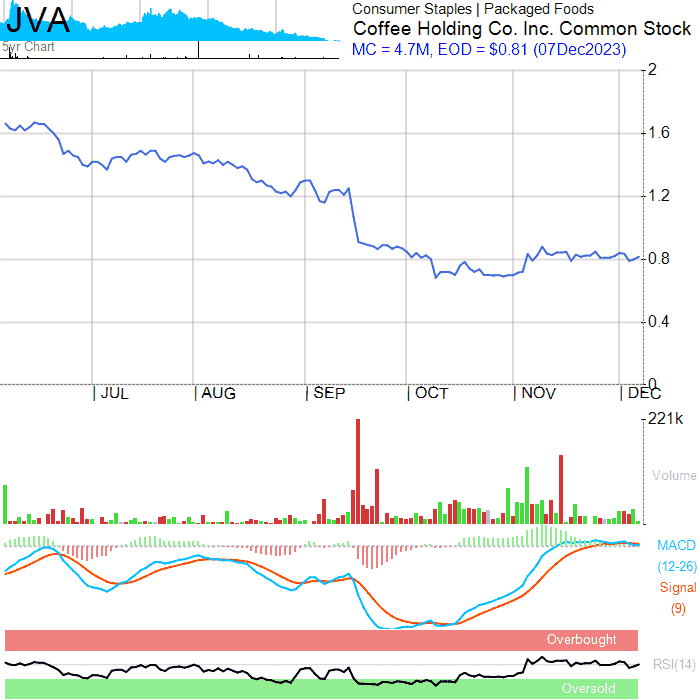 JVA
5yr Chart
Consumer Staples | Packaged Foods
Coffee Holding Co. Inc. Common Stock
MC = 4.7M, EOD = $0.81 (07Dec2023)
2
1.6
1.2
0.8
0.4
0
| JUL | AUG | SEP | OCT | NOV | DEC
221k
Volume
MACD
(12-26)
Signal
(9)
Overbought
RSI(14)
Oversold